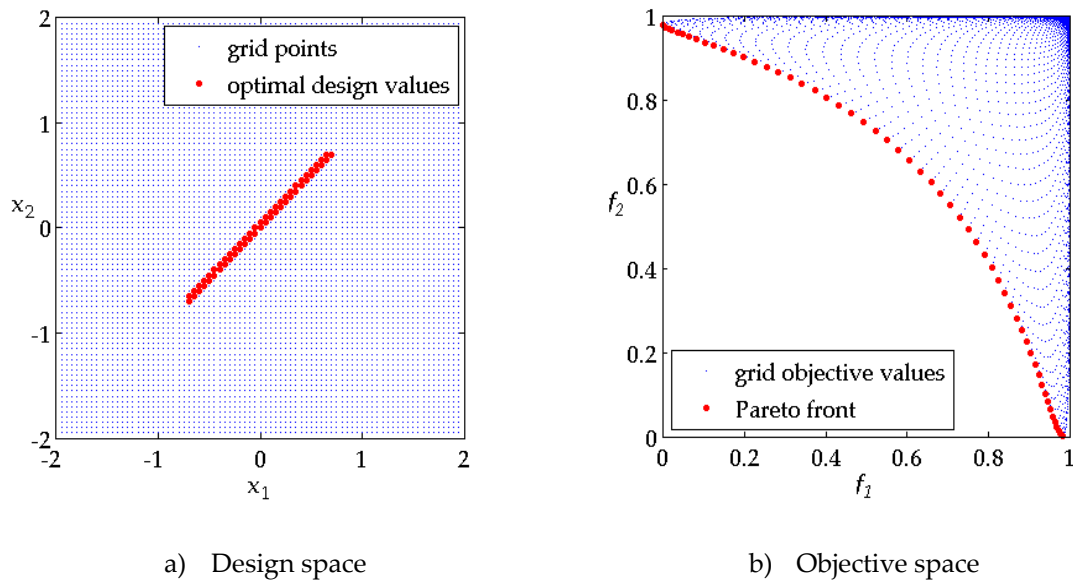 2
1
0
-1
-2
x2
-2
-1
0
1
2
x1
grid points
optimal design values
1
0.8
0.6
0.4
0.2
0
f2
0
0.2
0.4
0.6
0.8
1
f1
grid objective values
Pareto front
a) Design space
b) Objective space